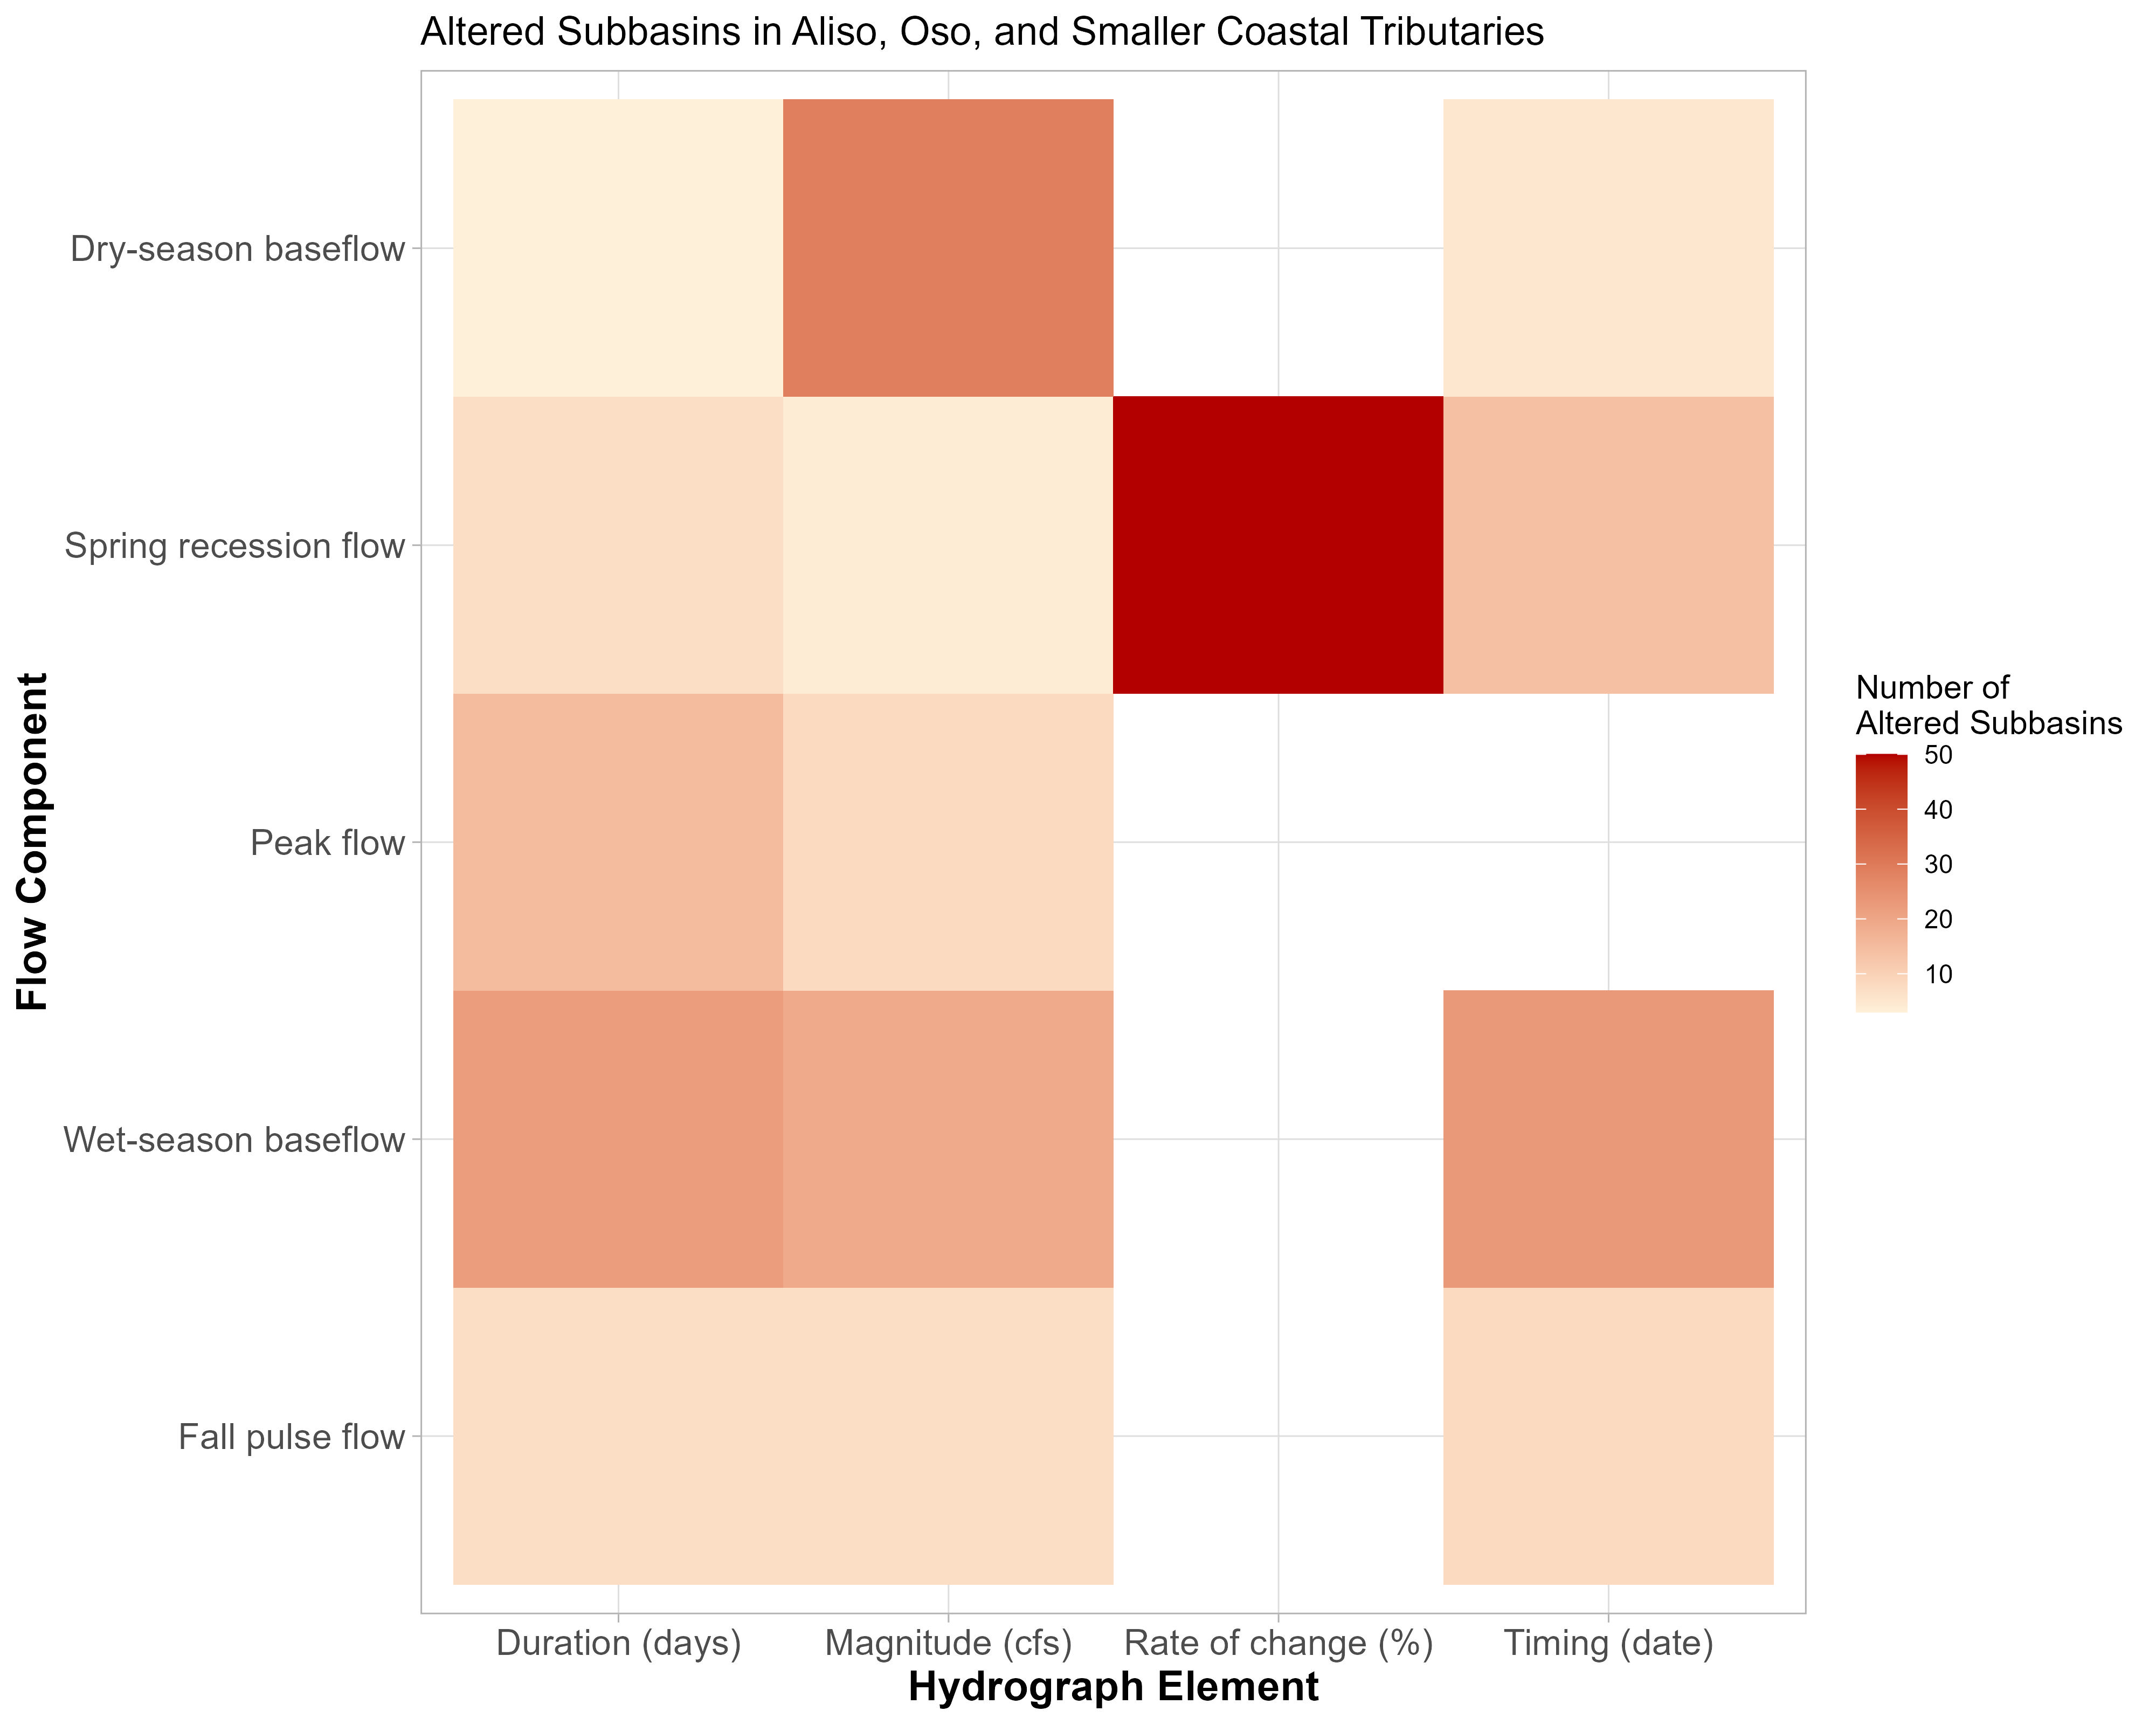 Altered Subbasins in Aliso, Oso, and Smaller Coastal Tributaries
Flow Component
Dry-season baseflow
Spring recession flow
Peak flow
Wet-season baseflow
Fall pulse flow
Duration (days)
Magnitude (cfs)
Rate of change (%)
Timing (date)
Hydrograph Element
Number of
Altered Subbasins
50
40
30
20
10